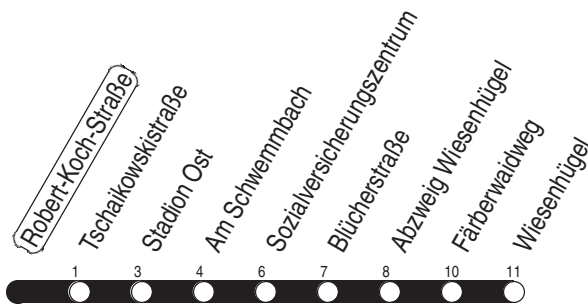 Robert-Koch-Straße
Tschaikowskistraße
Stadion Ost
Am Schwemmbach
Sozialversicherungszentrum
Blücherstraße
Abzweig Wiesenhügel
Färberwaidweg
Wiesenhügel
1 3 4 6 7 8 10 11